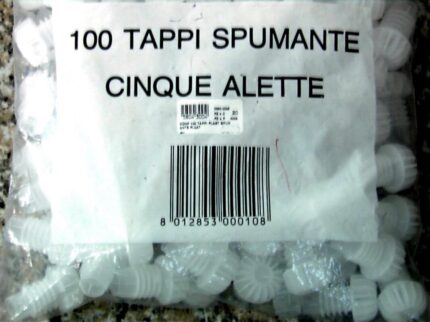 100 TAPPI SPUMANTE
CINQUE ALETTE
8 012853 000108